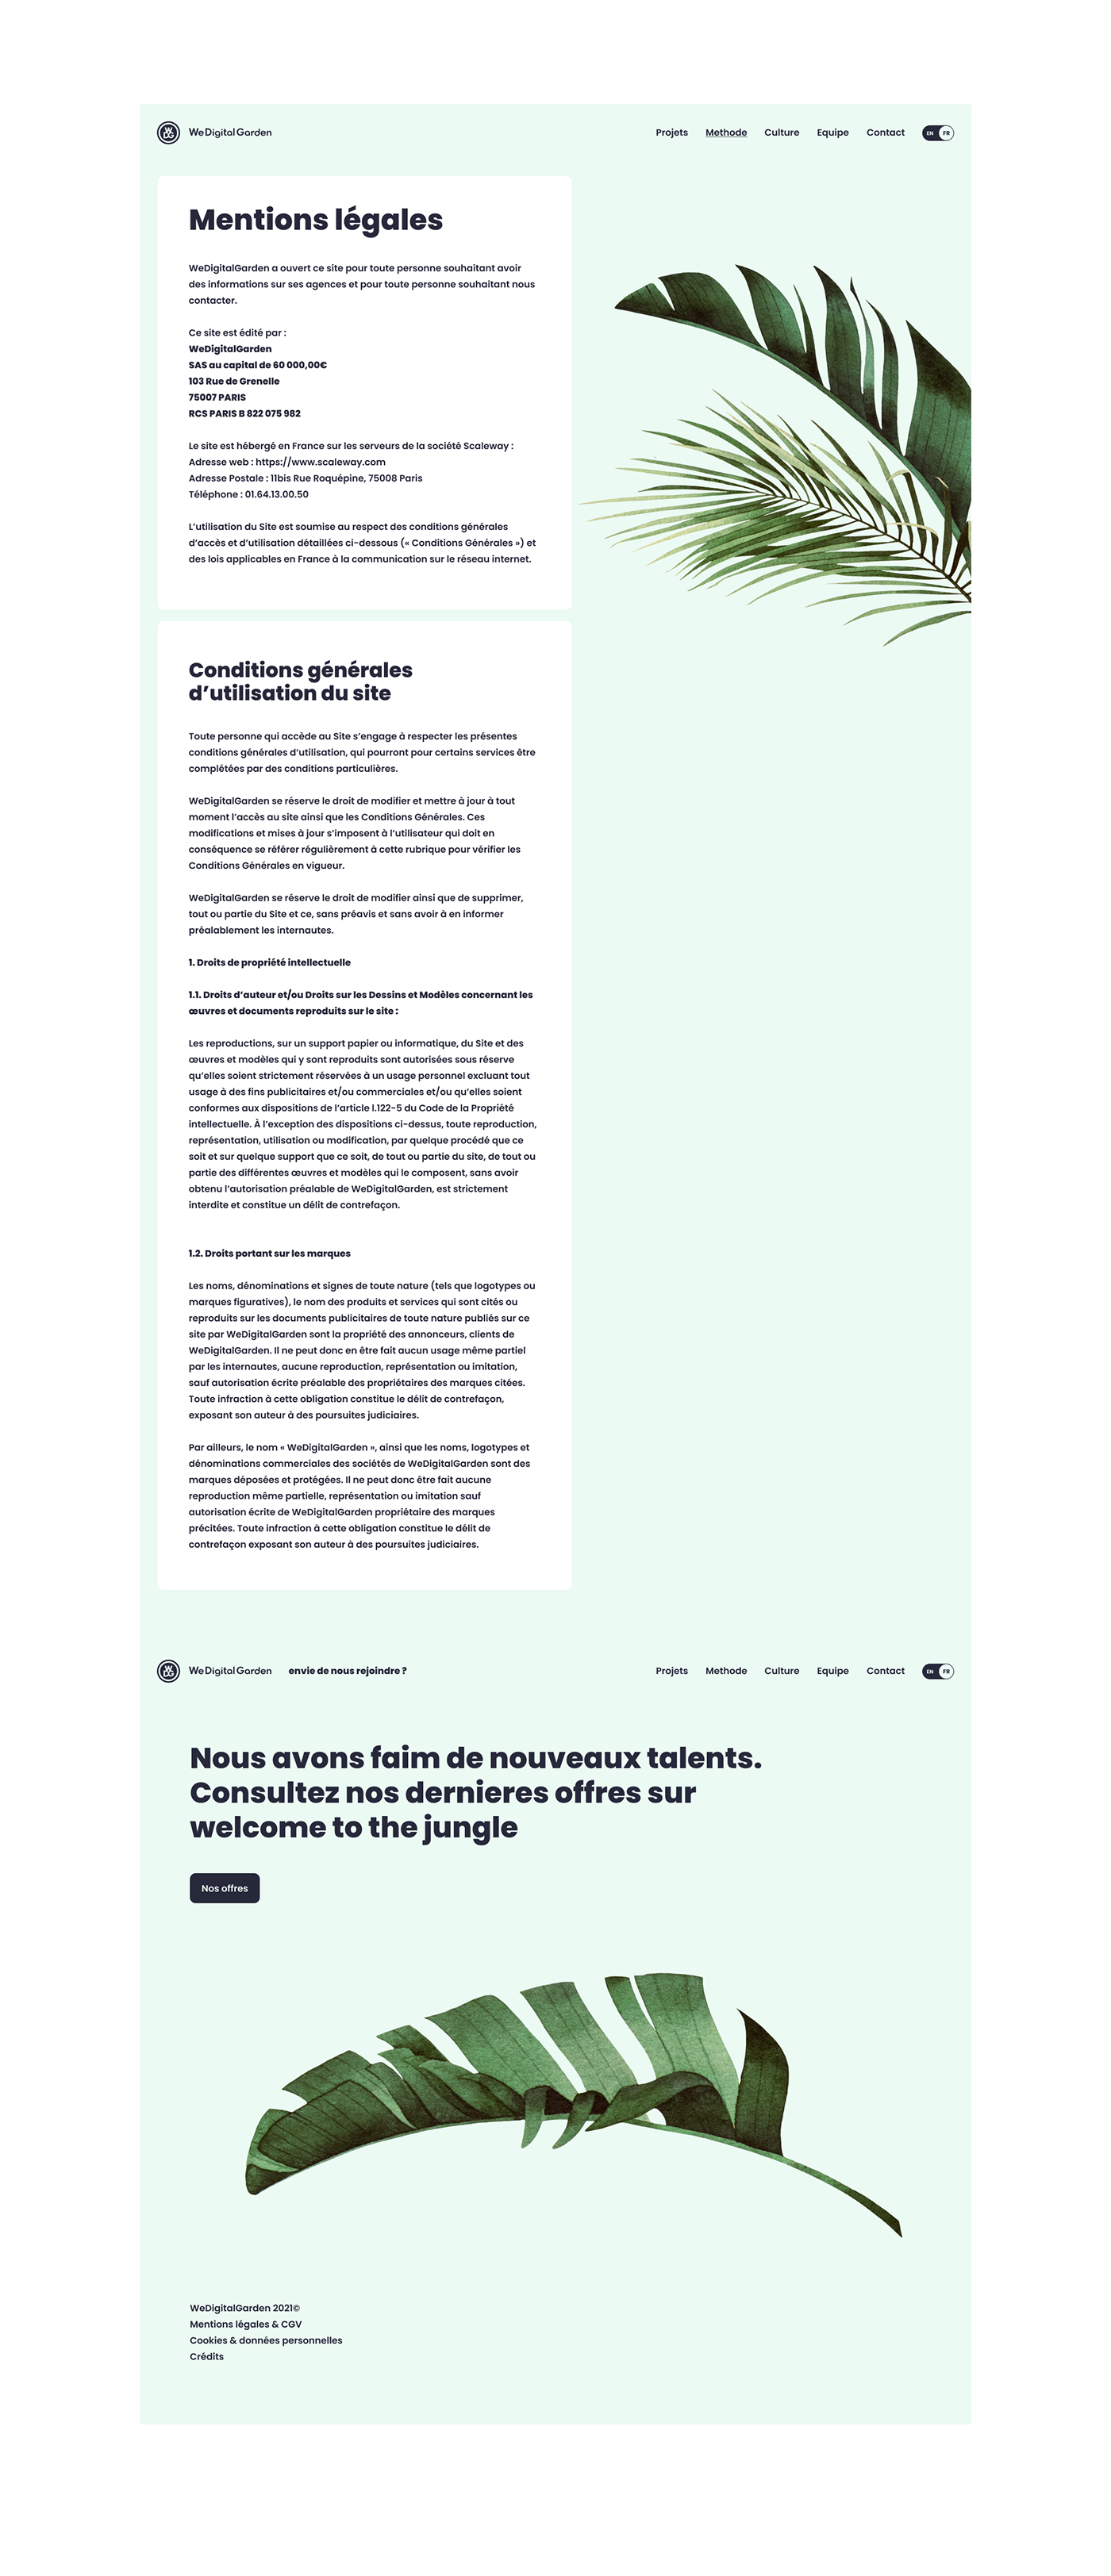 WDG WeDigitalGarden Projets Methode Culture Equipe Contact EN FR
Mentions légales
WeDigitalGarden a ouvert ce site pour toute personne souhaitant avoir
des informations sur ses agences et pour toute personne souhaitant nous
contacter.
Ce site est édité par :
WeDigitalGarden
SAS au capital de 60 000,00€
103 Rue de Grenelle
75007 PARIS
RCS PARIS B 822 075 982
Le site est hébergé en France sur les serveurs de la société Scaleway :
Adresse web : https://www.scaleway.com
Adresse Postale : 11bis Rue Roquépine, 75008 Paris
Téléphone : 01.64.13.00.50
L’utilisation du Site est soumise au respect des conditions générales
d’accès et d’utilisation détaillées ci-dessous (« Conditions Générales ») et
des lois applicables en France à la communication sur le réseau internet.
Conditions générales
d’utilisation du site
Toute personne qui accède au Site s’engage à respecter les présentes
conditions générales d’utilisation, qui pourront pour certains services être
complétées par des conditions particulières.
WeDigitalGarden se réserve le droit de modifier et mettre à jour à tout
moment l’accès au site ainsi que les Conditions Générales. Ces
modifications et mises à jour s’imposent à l’utilisateur qui doit en
conséquence se référer régulièrement à cette rubrique pour vérifier les
Conditions Générales en vigueur.
WeDigitalGarden se réserve le droit de modifier ainsi que de supprimer,
tout ou partie du Site et ce, sans préavis et sans avoir à en informer
préalablement les internautes.
1. Droits de propriété intellectuelle
1.1. Droits d’auteur et/ou Droits sur les Dessins et Modèles concernant les
œuvres et documents reproduits sur le site :
Les reproductions, sur un support papier ou informatique, du Site et des
œuvres et modèles qui y sont reproduits sont autorisées sous réserve
qu’elles soient strictement réservées à un usage personnel excluant tout
usage à des fins publicitaires et/ou commerciales et/ou qu’elles soient
conformes aux dispositions de l’article l.122-5 du Code de la Propriété
intellectuelle. À l’exception des dispositions ci-dessus, toute reproduction,
représentation, utilisation ou modification, par quelque procédé que ce
soit et sur quelque support que ce soit, de tout ou partie du site, de tout ou
partie des différentes œuvres et modèles qui le composent, sans avoir
obtenu l’autorisation préalable de WeDigitalGarden, est strictement
interdite et constitue un délit de contrefaçon.
1.2. Droits portant sur les marques
Les noms, dénominations et signes de toute nature (tels que logotypes ou
marques figuratives), le nom des produits et services qui sont cités ou
reproduits sur les documents publicitaires de toute nature publiés sur ce
site par WeDigitalGarden sont la propriété des annonceurs, clients de
WeDigitalGarden. Il ne peut donc en être fait aucun usage même partiel
par les internautes, aucune reproduction, représentation ou imitation,
sauf autorisation écrite préalable des propriétaires des marques citées.
Toute infraction à cette obligation constitue le délit de contrefaçon,
exposant son auteur à des poursuites judiciaires.
Par ailleurs, le nom « WeDigitalGarden », ainsi que les noms, logotypes et
dénominations commerciales des sociétés de WeDigitalGarden sont des
marques déposées et protégées. Il ne peut donc être fait aucune
reproduction même partielle, représentation ou imitation sauf
autorisation écrite de WeDigitalGarden propriétaire des marques
précitées. Toute infraction à cette obligation constitue le délit de
contrefaçon exposant son auteur à des poursuites judiciaires.
WDG WeDigitalGarden envie de nous rejoindre ? Projets Methode Culture Equipe Contact EN FR
Nous avons faim de nouveaux talents.
Consultez nos dernieres offres sur
welcome to the jungle
Nos offres
WeDigitalGarden 2021©
Mentions légales & CGV
Cookies & données personnelles
Crédits